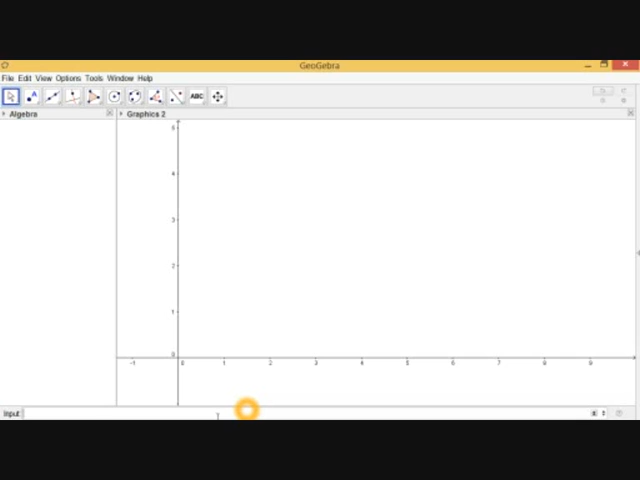 GeoGebra
File Edit View Options Tools Window Help
A ABC
Algebra Graphics 2
5
4
3
2
1
0
-1 0 1 2 3 4 5 6 7 8 9
Input: